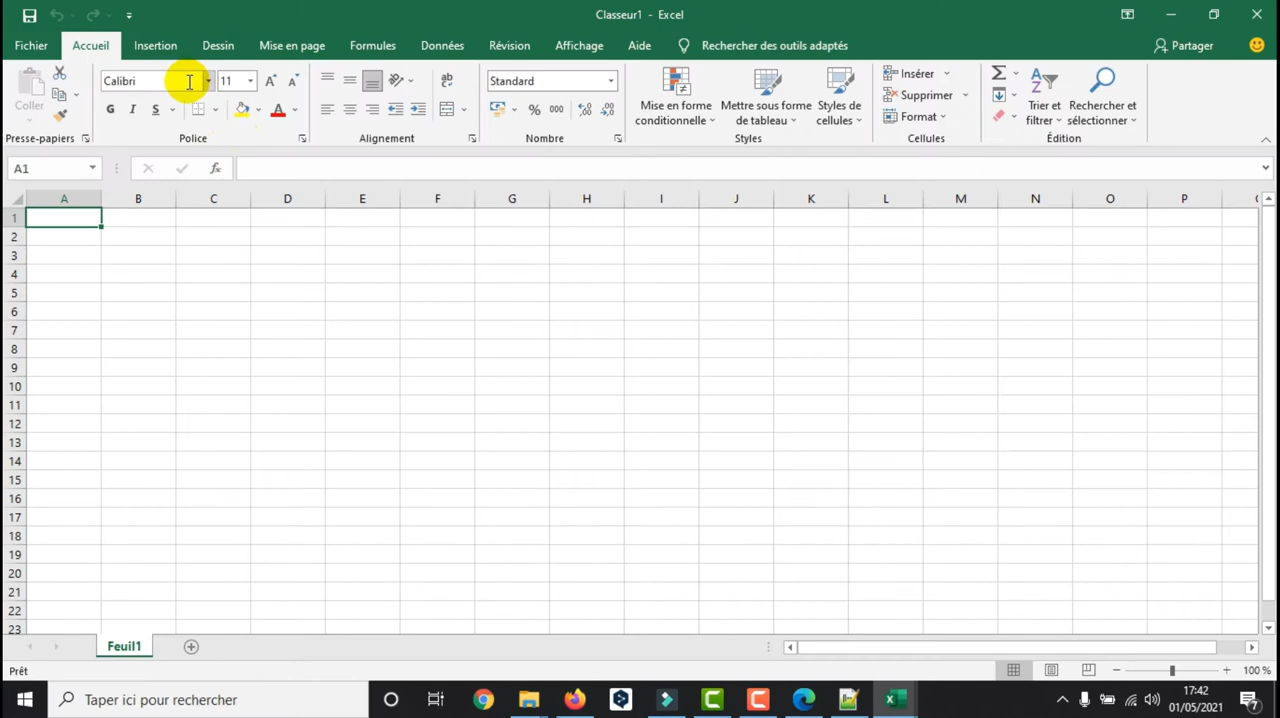 Classeur1 - Excel
Fichier Accueil Insertion Dessin Mise en page Formules Données Révision Affichage Aide Rechercher des outils adaptés Partager
Coller
Calibri 11
G I S
ab
Standard
% 000
Mise en forme conditionnelle
Mettre sous forme de tableau
Styles de cellules
Insérer
Supprimer
Format
Trier et filtrer
Rechercher et sélectionner
Presse-papiers Police Alignement Nombre Styles Cellules Édition
A1 fx
A B C D E F G H I J K L M N O P
1
2
3
4
5
6
7
8
9
10
11
12
13
14
15
16
17
18
19
20
21
22
23
Feuil1
Prêt 100 %
Taper ici pour rechercher
17:42
01/05/2021
7